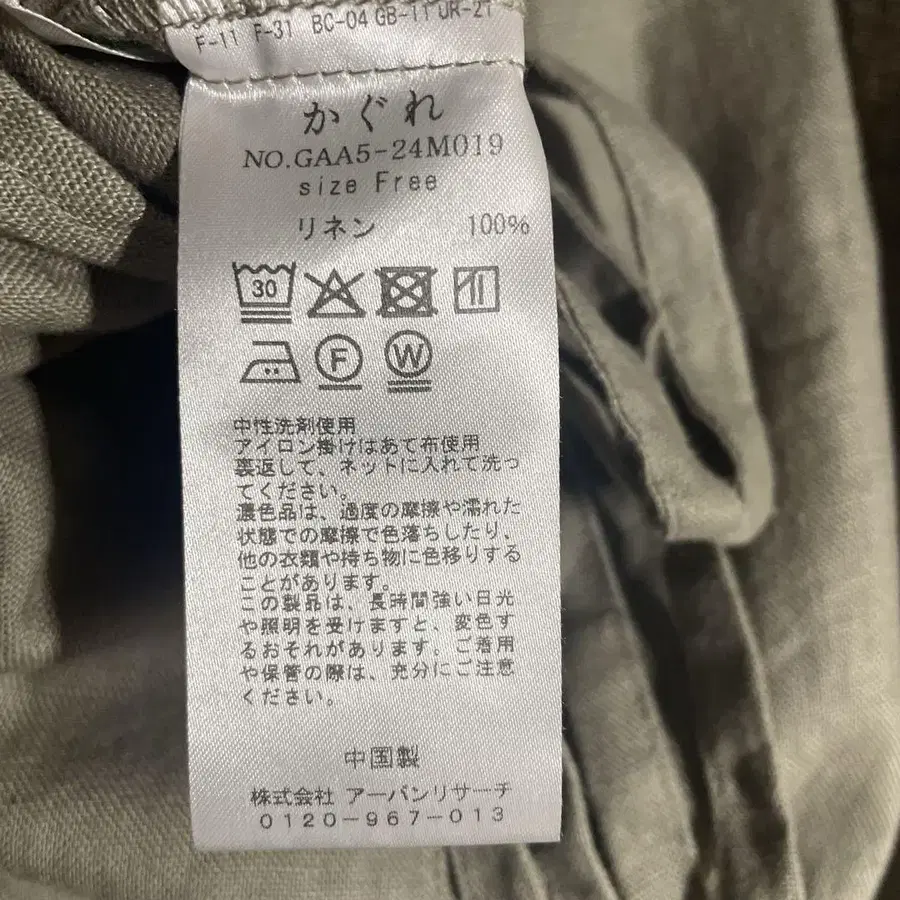 F-11 F-31 BC-04 GB-11 UR-21
かぐれ
NO.GAA5-24M019
size Free
リネン 100%
30
F W
中性洗剤使用
アイロン掛けはあて布使用
裏返して、ネットに入れて洗っ
てください。
濃色品は、過度の摩擦や濡れた
状態での摩擦で色落ちしたり、
他の衣類や持ち物に色移りする
ことがあります。
この製品は、長時間強い日光
や照明を受けますと、変色す
るおそれがあります。ご着用
や保管の際は、充分にご注意
ください。
中国製
株式会社 アーバンリサーチ
0120-967-013